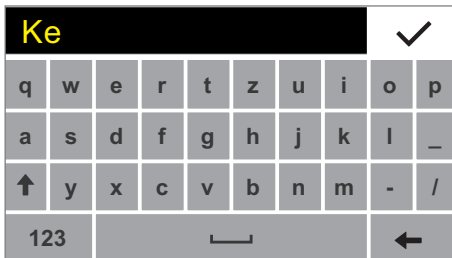 Ke
q w e r t z u i o p
a s d f g h j k l _
y x c v b n m - /
123